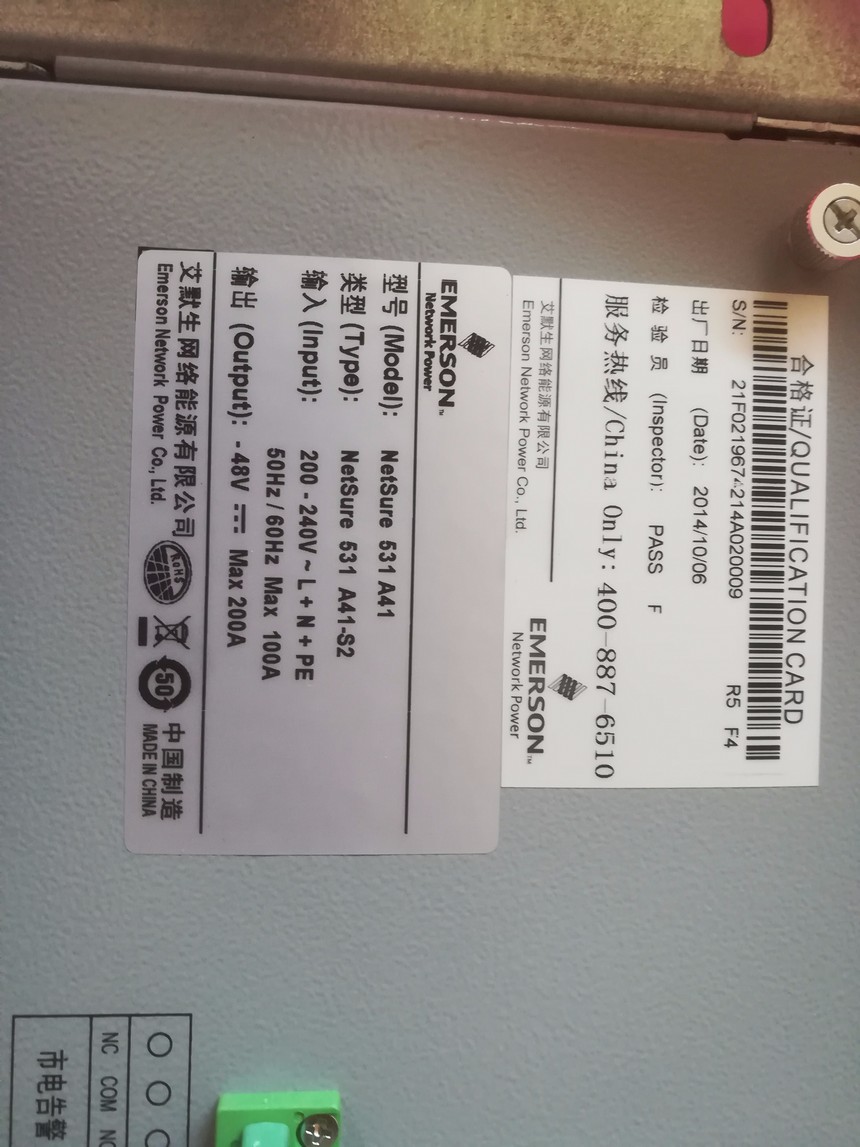 合格证/QUALIFICATION CARD
S/N: 21F0219674214A020009 R5 F4
出厂日期 (Date): 2014/10/06
检验员 (Inspector): PASS F
服务热线/China Only: 400-887-6510
艾默生网络能源有限公司
Emerson Network Power Co., Ltd.
EMERSON™
Network Power
EMERSON™
Network Power
型号 (Model): NetSure 531 A41
类型 (Type): NetSure 531 A41-S2
输入 (Input): 200 - 240V ~ L + N + PE
50Hz / 60Hz Max 100A
输出 (Output): - 48V ⎓ Max 200A
艾默生网络能源有限公司
Emerson Network Power Co., Ltd.
RoHS
50
中国制造
MADE IN CHINA
NC COM
市电告警